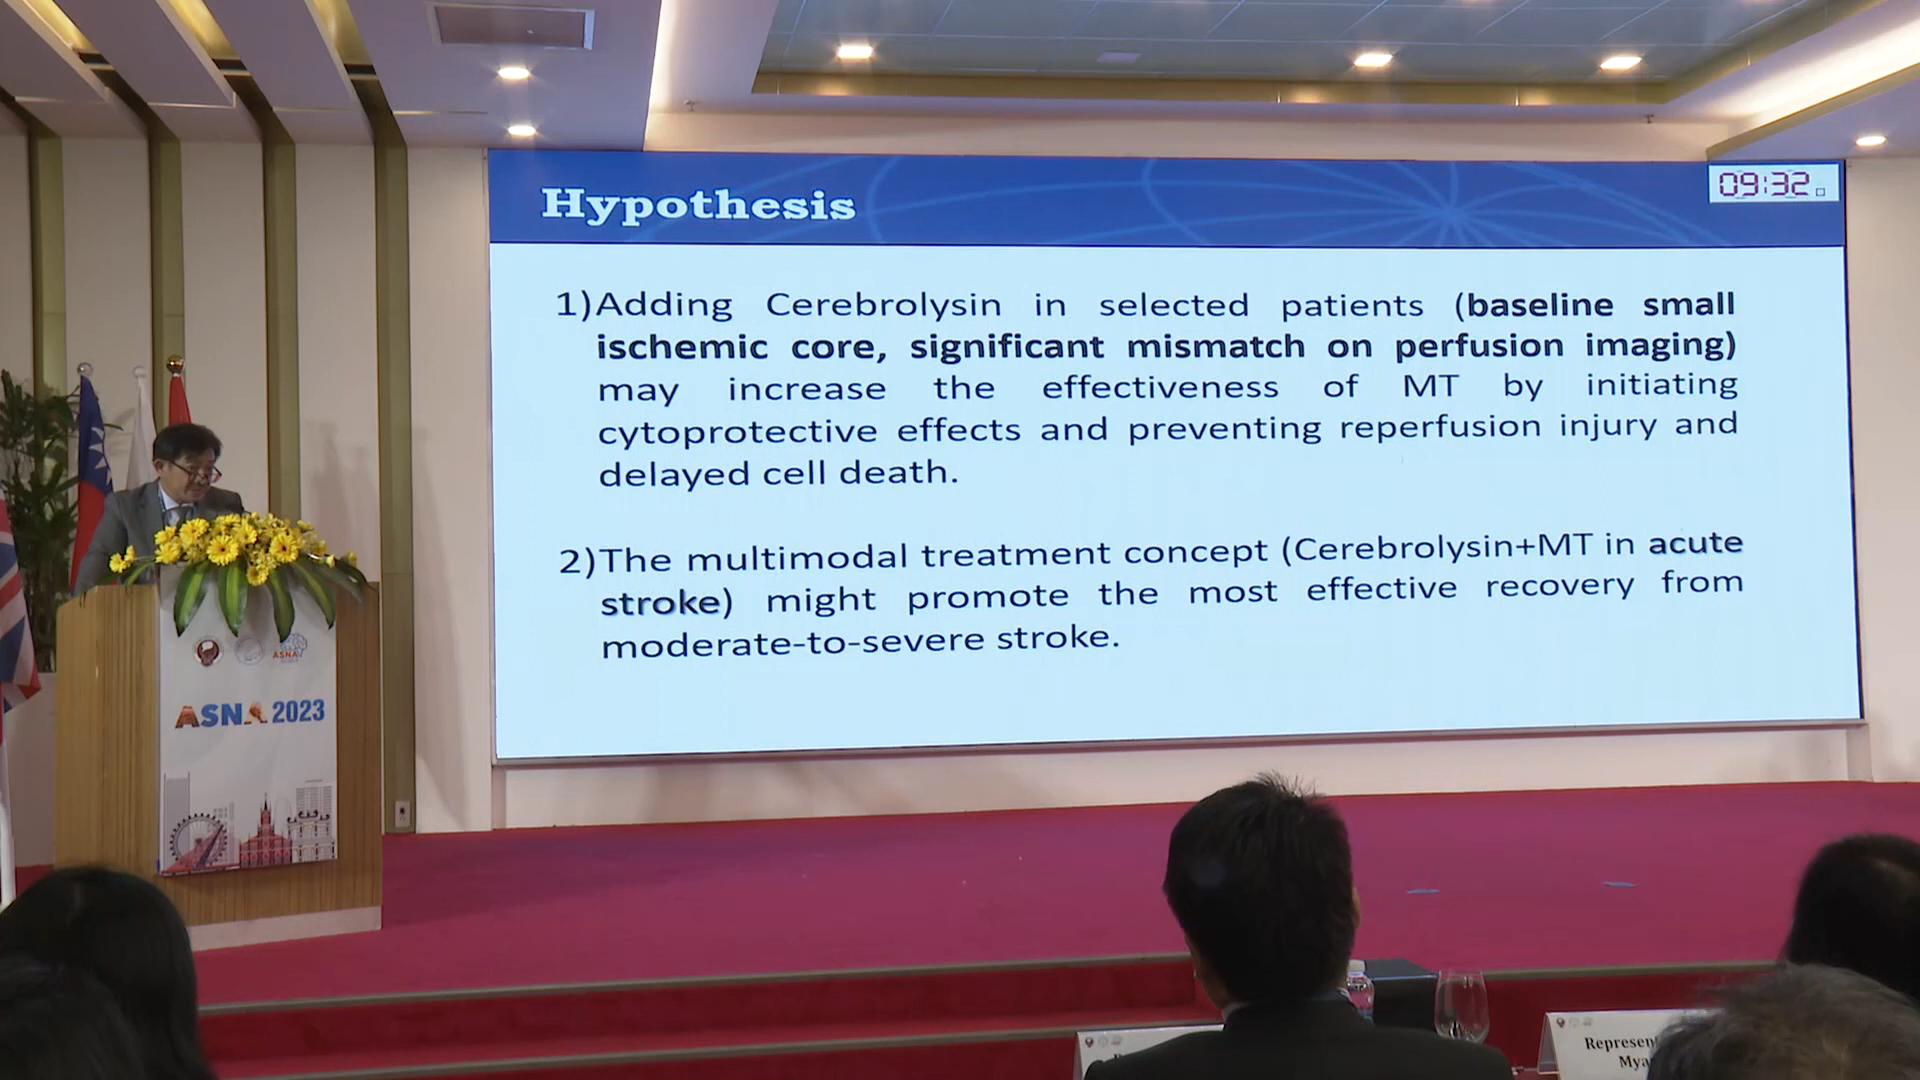 Hypothesis
09:32
1)Adding Cerebrolysin in selected patients (baseline small
ischemic core, significant mismatch on perfusion imaging)
may increase the effectiveness of MT by initiating
cytoprotective effects and preventing reperfusion injury and
delayed cell death.
2)The multimodal treatment concept (Cerebrolysin+MT in acute
stroke) might promote the most effective recovery from
moderate-to-severe stroke.
ASNA
ASNA 2023